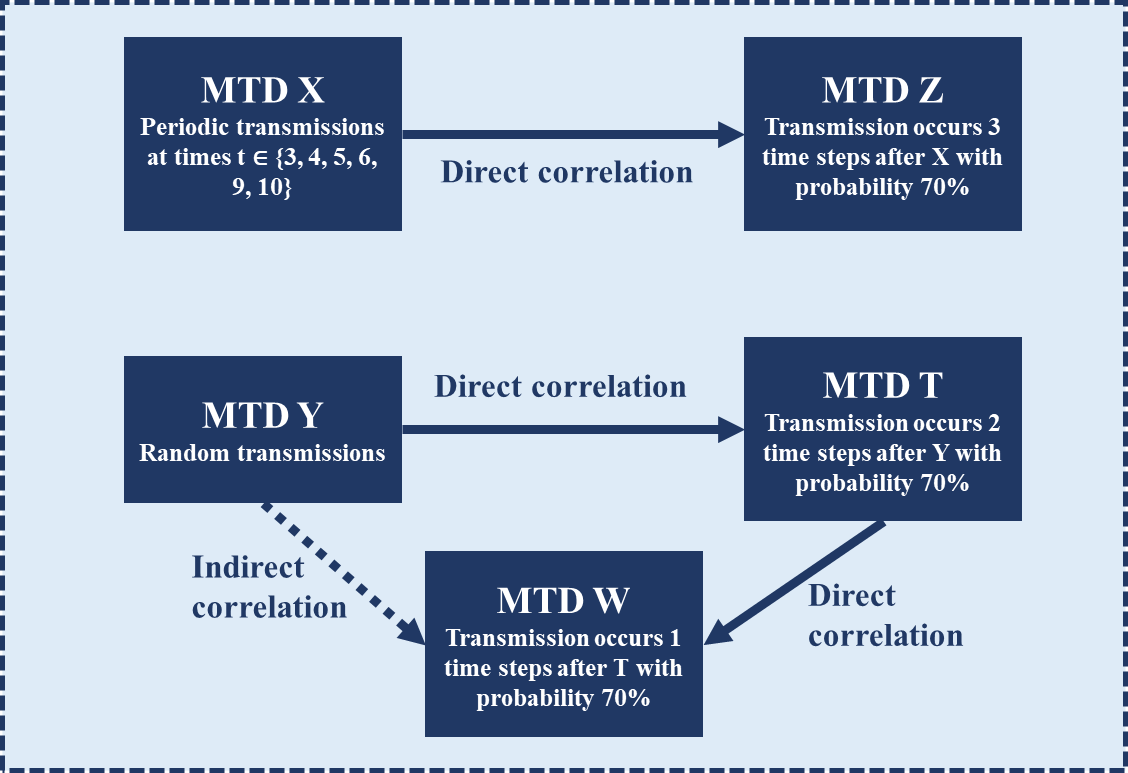 MTD X
Periodic transmissions
at times t ∈ {3, 4, 5, 6,
9, 10}
Direct correlation
MTD Z
Transmission occurs 3
time steps after X with
probability 70%
MTD Y
Random transmissions
Direct correlation
MTD T
Transmission occurs 2
time steps after Y with
probability 70%
Indirect
correlation
MTD W
Transmission occurs 1
time steps after T with
probability 70%
Direct
correlation